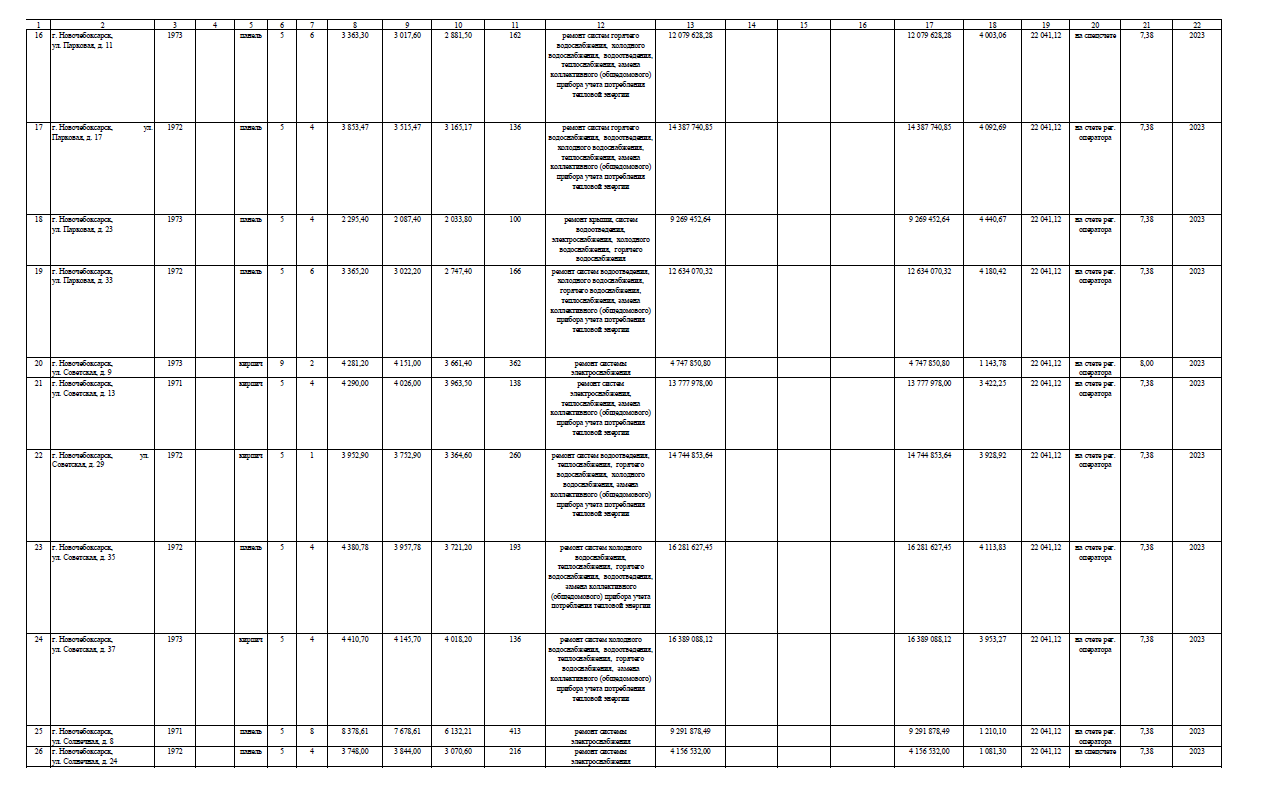 1 2 3 4 5 6 7 8 9 10 11 12 13 14 15 16 17 18 19 20 21 22
16 г. Новочебоксарск, 1973 панель 5 6 3 363,30 3 017,60 2 881,50 162 ремонт систем горячего 12 079 628,28 12 079 628,28 4 003,06 22 041,12 на спецсчете 7,38 2023
ул. Парковая, д. 11 водоснабжения, холодного
водоснабжения, водоотведения,
теплоснабжения, замена
коллективного (общедомового)
прибора учета потребления
тепловой энергии
17 г. Новочебоксарск, ул. 1972 панель 5 4 3 853,47 3 515,47 3 165,17 136 ремонт систем горячего 14 387 740,85 14 387 740,85 4 092,69 22 041,12 на счете рег. 7,38 2023
Парковая, д. 17 водоснабжения, водоотведения, оператора
холодного водоснабжения,
теплоснабжения, замена
коллективного (общедомового)
прибора учета потребления
тепловой энергии
18 г. Новочебоксарск, 1973 панель 5 4 2 295,40 2 087,40 2 033,80 100 ремонт крыши, систем 9 269 452,64 9 269 452,64 4 440,67 22 041,12 на счете рег. 7,38 2023
ул. Парковая, д. 23 водоотведения, оператора
электроснабжения, холодного
водоснабжения, горячего
водоснабжения
19 г. Новочебоксарск, 1972 панель 5 6 3 365,20 3 022,20 2 747,40 166 ремонт систем водоотведения, 12 634 070,32 12 634 070,32 4 180,42 22 041,12 на счете рег. 7,38 2023
ул. Парковая, д. 33 холодного водоснабжения, оператора
горячего водоснабжения,
теплоснабжения, замена
коллективного (общедомового)
прибора учета потребления
тепловой энергии
20 г. Новочебоксарск, 1973 кирпич 9 2 4 281,20 4 151,00 3 661,40 362 ремонт системы 4 747 850,80 4 747 850,80 1 143,78 22 041,12 на счете рег. 8,00 2023
ул. Советская, д. 9 электроснабжения оператора
21 г. Новочебоксарск, 1971 кирпич 5 4 4 290,00 4 026,00 3 963,50 138 ремонт систем 13 777 978,00 13 777 978,00 3 422,25 22 041,12 на счете рег. 7,38 2023
ул. Советская, д. 13 электроснабжения, оператора
теплоснабжения, замена
коллективного (общедомового)
прибора учета потребления
тепловой энергии
22 г. Новочебоксарск, ул. 1972 кирпич 5 1 3 952,90 3 752,90 3 364,60 260 ремонт систем водоотведения, 14 744 853,64 14 744 853,64 3 928,92 22 041,12 на счете рег. 7,38 2023
Советская, д. 29 теплоснабжения, горячего оператора
водоснабжения, холодного
водоснабжения, замена
коллективного (общедомового)
прибора учета потребления
тепловой энергии
23 г. Новочебоксарск, 1972 панель 5 4 4 380,78 3 957,78 3 721,20 193 ремонт систем холодного 16 281 627,45 16 281 627,45 4 113,83 22 041,12 на счете рег. 7,38 2023
ул. Советская, д. 35 водоснабжения, оператора
теплоснабжения, горячего
водоснабжения, водоотведения,
замена коллективного
(общедомового) прибора учета
потребления тепловой энергии
24 г. Новочебоксарск, 1973 кирпич 5 4 4 410,70 4 145,70 4 018,20 136 ремонт систем холодного 16 389 088,12 16 389 088,12 3 953,27 22 041,12 на счете рег. 7,38 2023
ул. Советская, д. 37 водоснабжения, водоотведения, оператора
теплоснабжения, горячего
водоснабжения, замена
коллективного (общедомового)
прибора учета потребления
тепловой энергии
25 г. Новочебоксарск, 1971 панель 5 8 8 378,61 7 678,61 6 132,21 413 ремонт системы 9 291 878,49 9 291 878,49 1 210,10 22 041,12 на счете рег. 7,38 2023
ул. Солнечная, д. 8 электроснабжения оператора
26 г. Новочебоксарск, 1972 панель 5 4 3 748,00 3 844,00 3 070,60 216 ремонт системы 4 156 532,00 4 156 532,00 1 081,30 22 041,12 на спецсчете 7,38 2023
ул. Солнечная, д. 24 электроснабжения